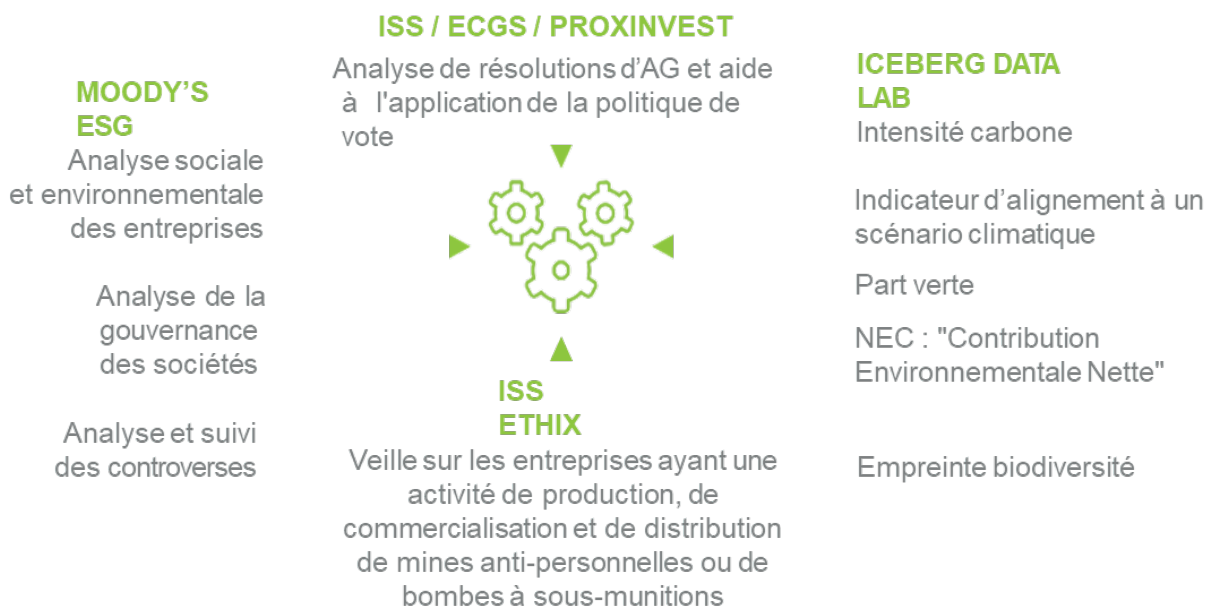 ISS / ECGS / PROXINVEST
Analyse de résolutions d'AG et aide
à l'application de la politique de
vote
MOODY'S
ESG
Analyse sociale
et environnementale
des entreprises
Analyse de la
gouvernance
des sociétés
Analyse et suivi
des controverses
ICEBERG DATA
LAB
Intensité carbone
Indicateur d'alignement à un
scénario climatique
Part verte
NEC : "Contribution
Environnementale Nette"
Empreinte biodiversité
ISS
ETHIX
Veille sur les entreprises ayant une
activité de production, de
commercialisation et de distribution
de mines anti-personnelles ou de
bombes à sous-munitions